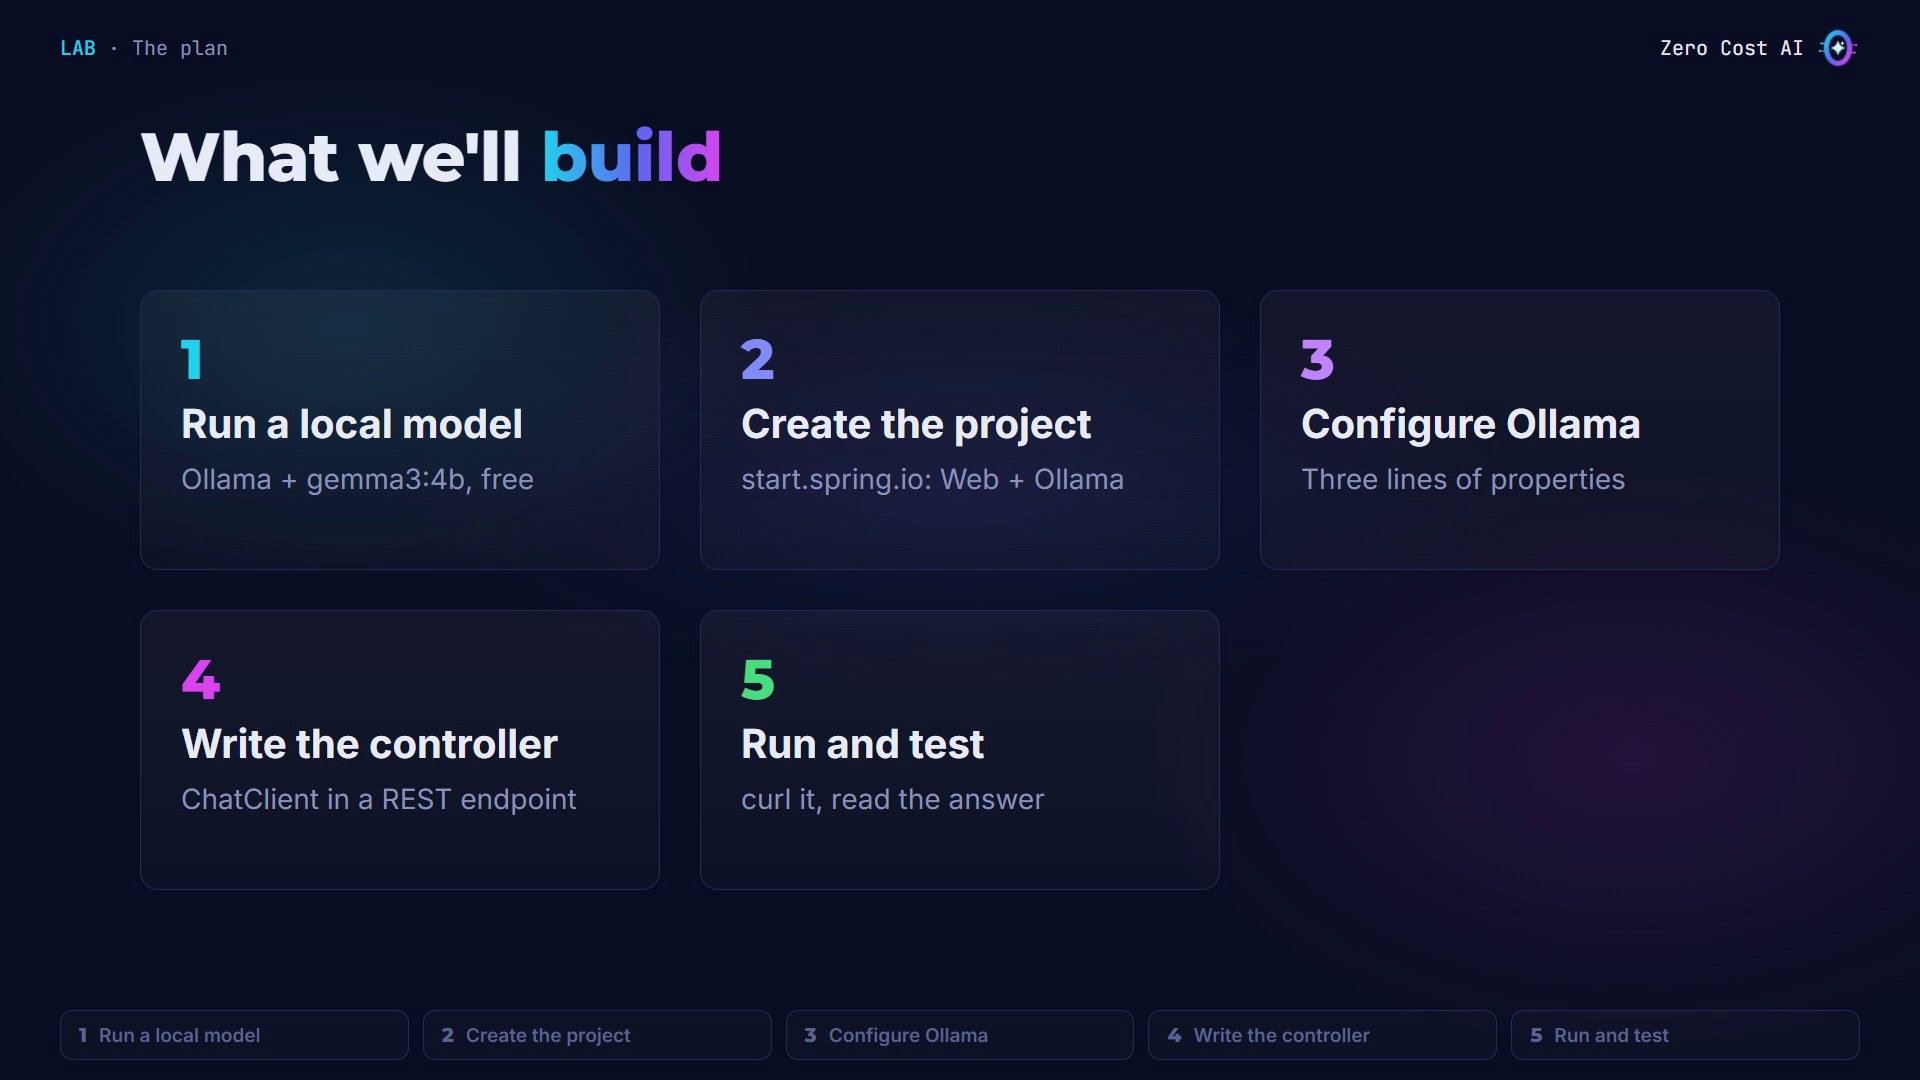 LAB · The plan
Zero Cost AI
What we'll build
1
Run a local model
Ollama + gemma3:4b, free
2
Create the project
start.spring.io: Web + Ollama
3
Configure Ollama
Three lines of properties
4
Write the controller
ChatClient in a REST endpoint
5
Run and test
curl it, read the answer
1 Run a local model
2 Create the project
3 Configure Ollama
4 Write the controller
5 Run and test